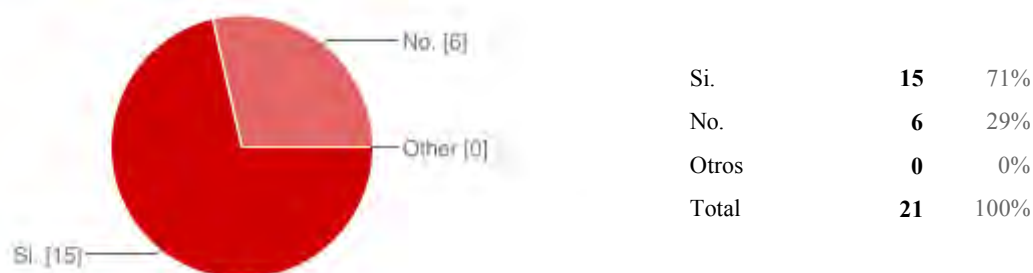 No. [6]
Other [0]
Si. [15]
Si. 15 71%
No. 6 29%
Otros 0 0%
Total 21 100%